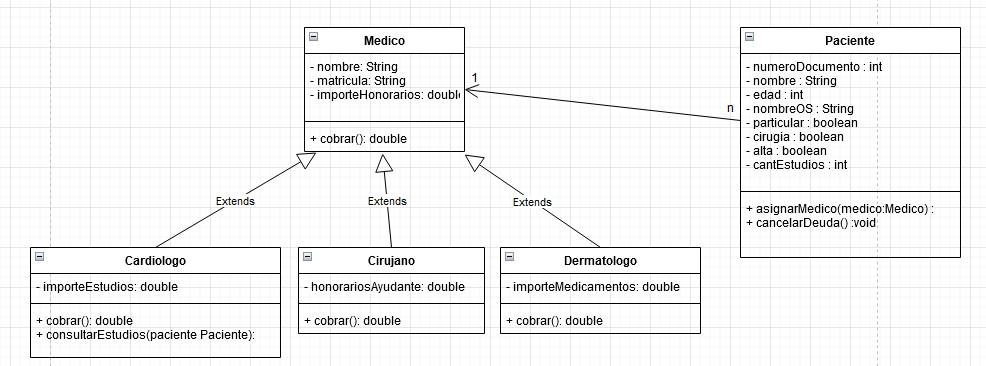 Medico
- nombre: String
- matricula: String
- importeHonorarios: double
+ cobrar(): double
1
n
Paciente
- numeroDocumento : int
- nombre : String
- edad : int
- nombreOS : String
- particular : boolean
- cirugia : boolean
- alta : boolean
- cantEstudios : int
+ asignarMedico(medico:Medico) :
+ cancelarDeuda() :void
Extends
Extends
Extends
Cardiologo
- importeEstudios: double
+ cobrar(): double
+ consultarEstudios(paciente Paciente):
Cirujano
- honorariosAyudante: double
+ cobrar(): double
Dermatologo
- importeMedicamentos: double
+ cobrar(): double